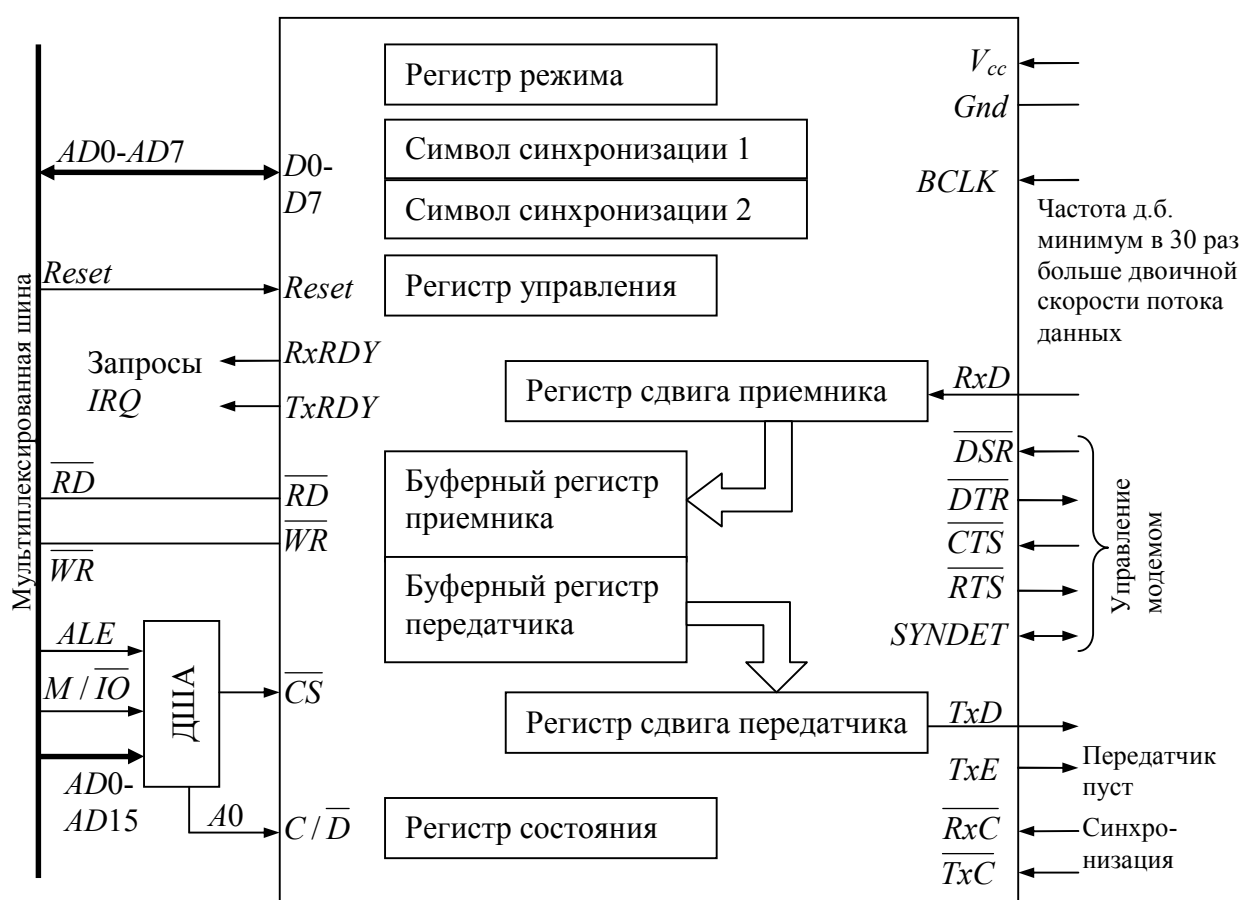 Мультиплексированная шина
AD0-AD7
Reset
Запросы
IRQ
RD
WR
ALE
M / IO
AD0-
AD15
ДША
A0
D0-
D7
Reset
RxRDY
TxRDY
RD
WR
CS
C / D
Регистр режима
Символ синхронизации 1
Символ синхронизации 2
Регистр управления
Регистр сдвига приемника
Буферный регистр
приемника
Буферный регистр
передатчика
Регистр сдвига передатчика
Регистр состояния
Vcc
Gnd
BCLK
Частота д.б.
минимум в 30 раз
больше двоичной
скорости потока
данных
RxD
DSR
DTR
CTS
RTS
SYNDET
Управление
модемом
TxD
TxE
Передатчик
пуст
RxC
TxC
Синхро-
низация